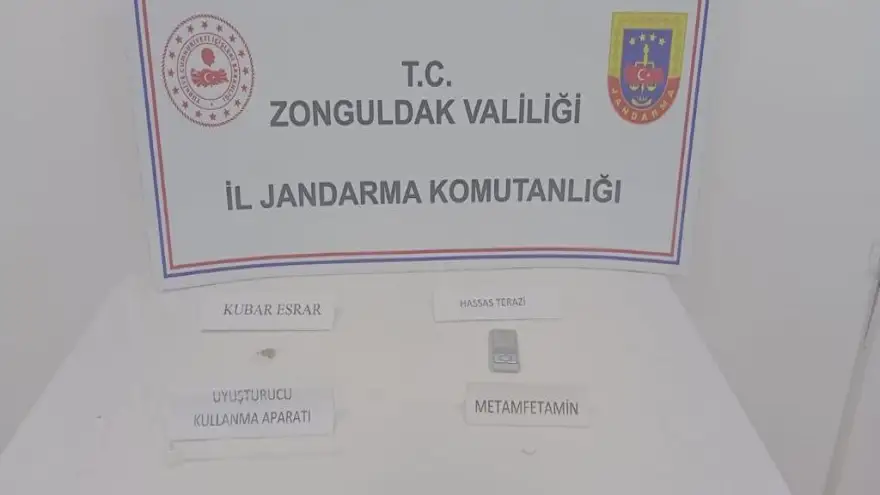 T.C.
ZONGULDAK VALİLİĞİ
İL JANDARMA KOMUTANLIĞI
JANDARMA
KUBAR ESRAR
HASSAS TERAZİ
UYUŞTURUCU
KULLANMA APARATI
METAMFETAMİN